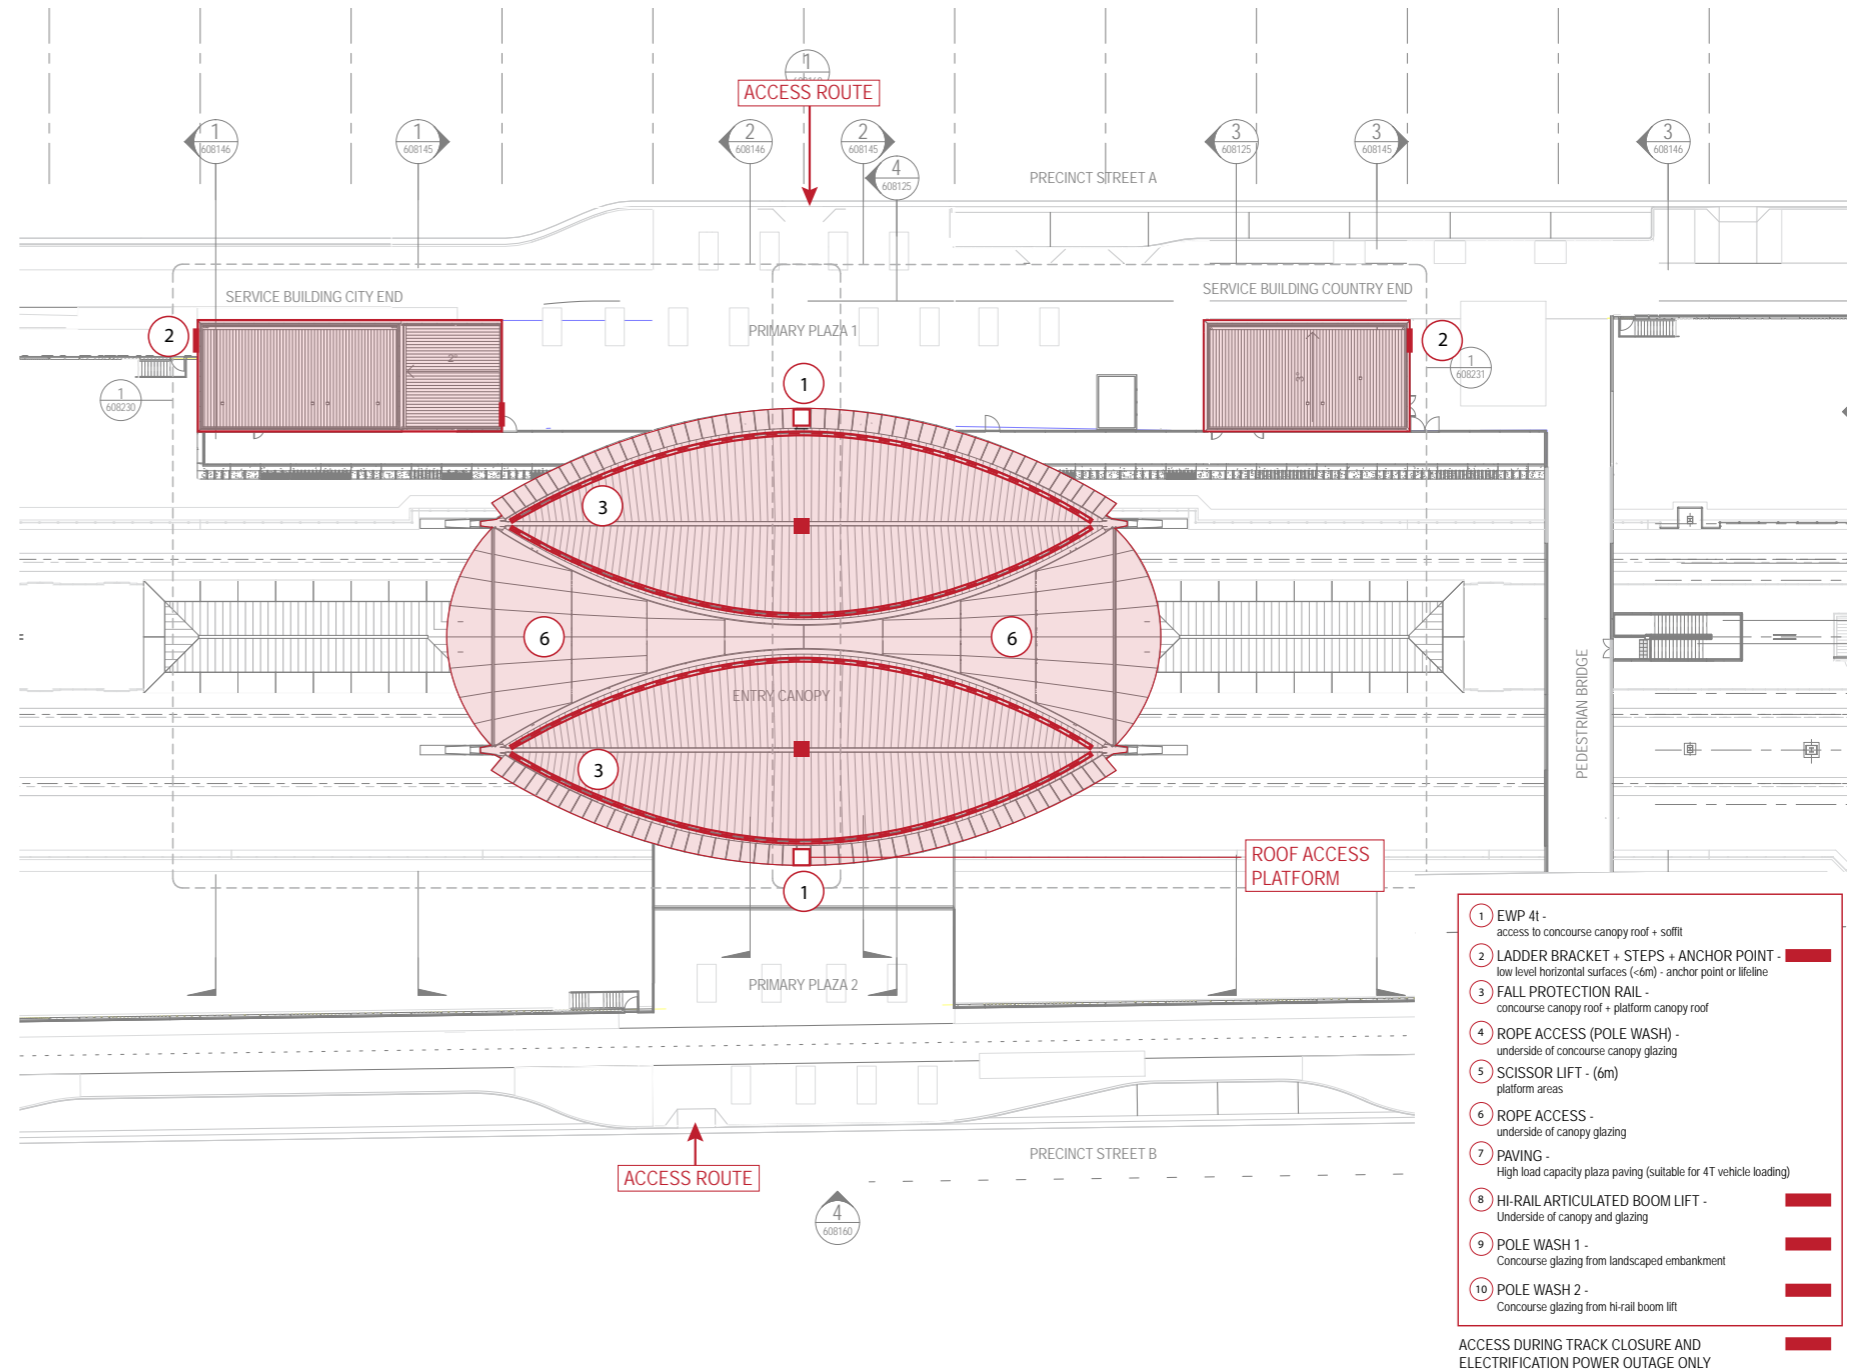 1
ACCESS ROUTE
1
608146
1
608145
2
608146
2
608145
3
608125
3
608145
3
608146
4
608125
PRECINCT STREET A
SERVICE BUILDING CITY END
SERVICE BUILDING COUNTRY END
2
PRIMARY PLAZA 1
2
2°
3°
1
608230
1
608231
1
3
6
6
ENTRY CANOPY
PEDESTRIAN BRIDGE
3
ROOF ACCESS
PLATFORM
1
PRIMARY PLAZA 2
PRECINCT STREET B
ACCESS ROUTE
4
608160
1 EWP 4t -
access to concourse canopy roof + soffit
2 LADDER BRACKET + STEPS + ANCHOR POINT -
low level horizontal surfaces (<6m) - anchor point or lifeline
3 FALL PROTECTION RAIL -
concourse canopy roof + platform canopy roof
4 ROPE ACCESS (POLE WASH) -
underside of concourse canopy glazing
5 SCISSOR LIFT - (6m)
platform areas
6 ROPE ACCESS -
underside of canopy glazing
7 PAVING -
High load capacity plaza paving (suitable for 4T vehicle loading)
8 HI-RAIL ARTICULATED BOOM LIFT -
Underside of canopy and glazing
9 POLE WASH 1 -
Concourse glazing from landscaped embankment
10 POLE WASH 2 -
Concourse glazing from hi-rail boom lift
ACCESS DURING TRACK CLOSURE AND
ELECTRIFICATION POWER OUTAGE ONLY